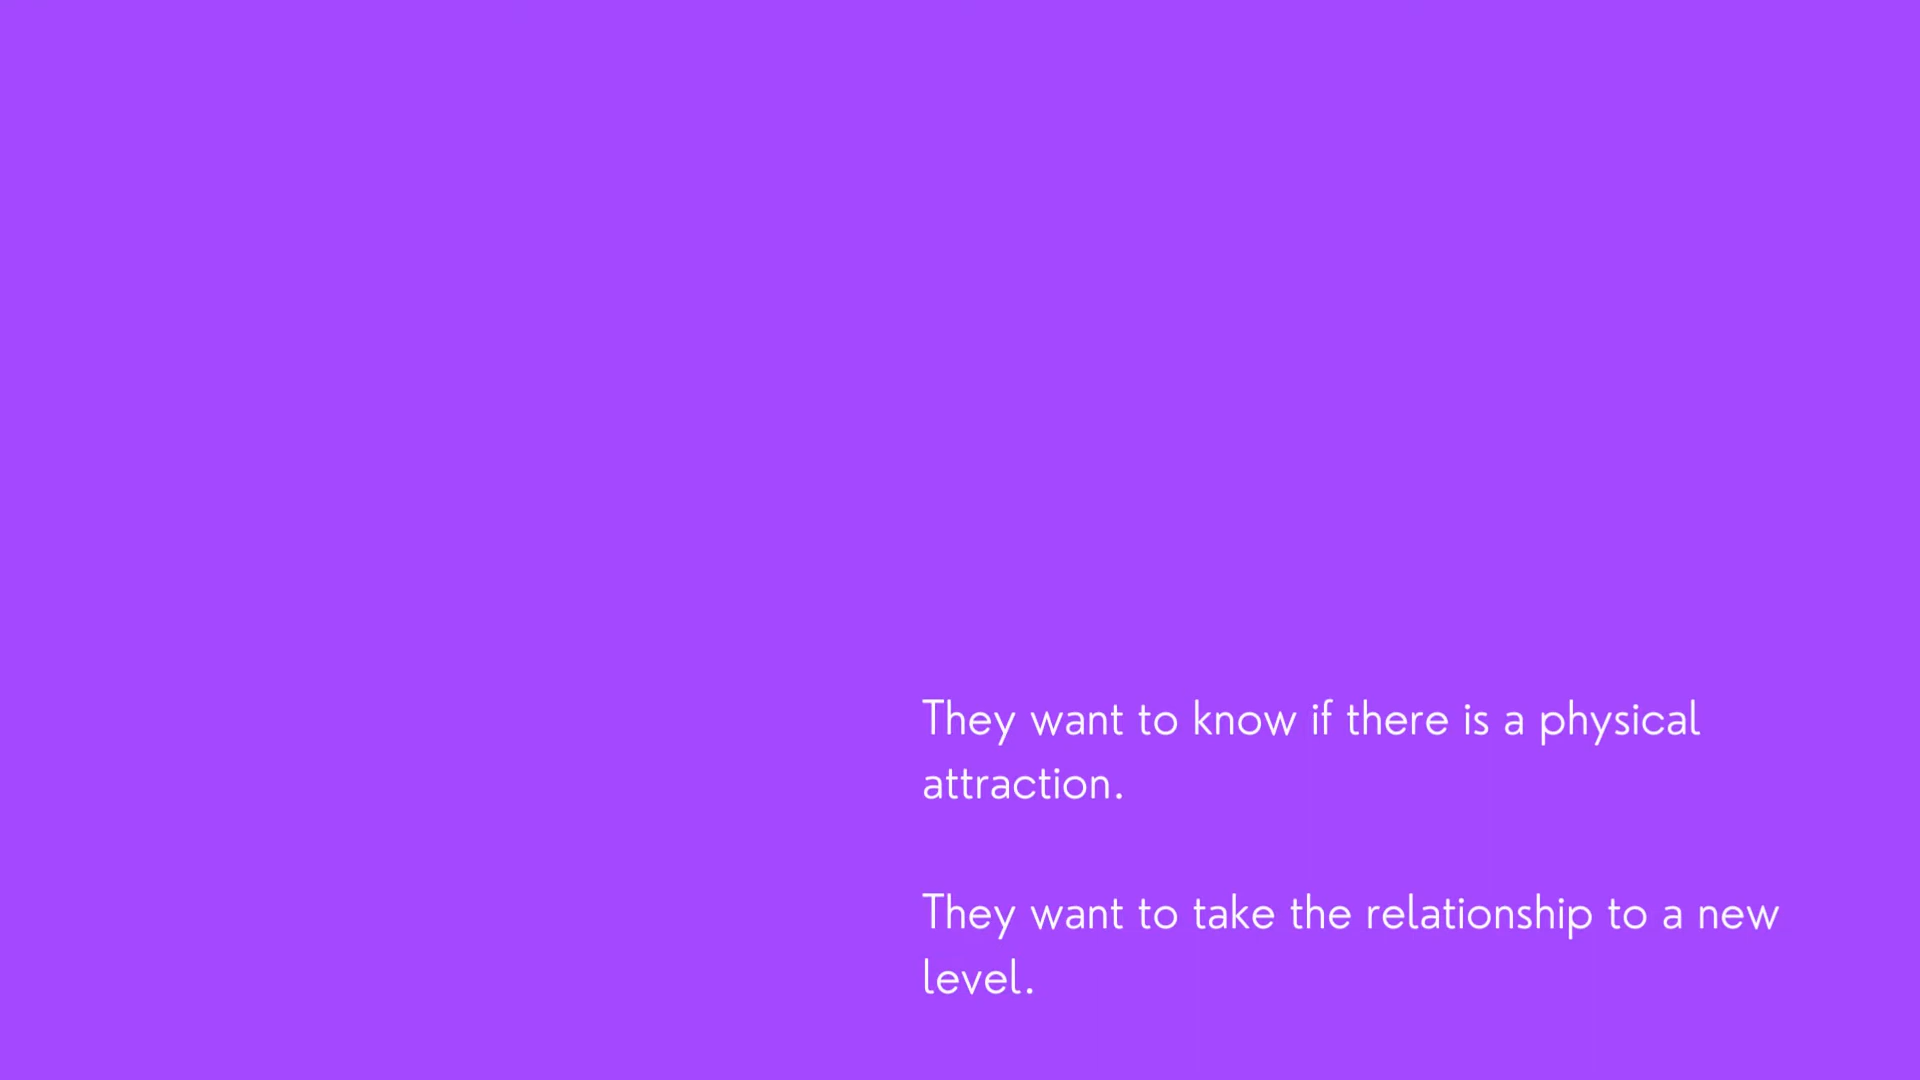 They want to know if there is a physical
attraction.
They want to take the relationship to a new
level.